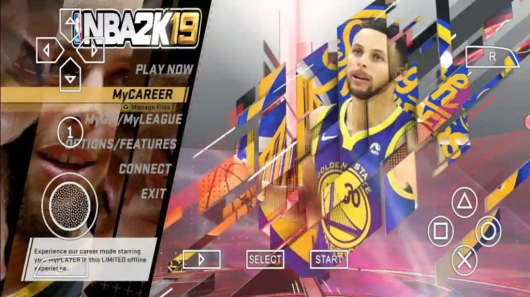 NBA2K19
PLAY NOW
R
MyCAREER
Manage Files
1
MyGM/MyLEAGUE
OPTIONS/FEATURES
CONNECT
GOLDEN STATE
30
EXIT
Experience our career mode starring
your MyPLAYER in this LIMITED offline
experience.
SELECT
START